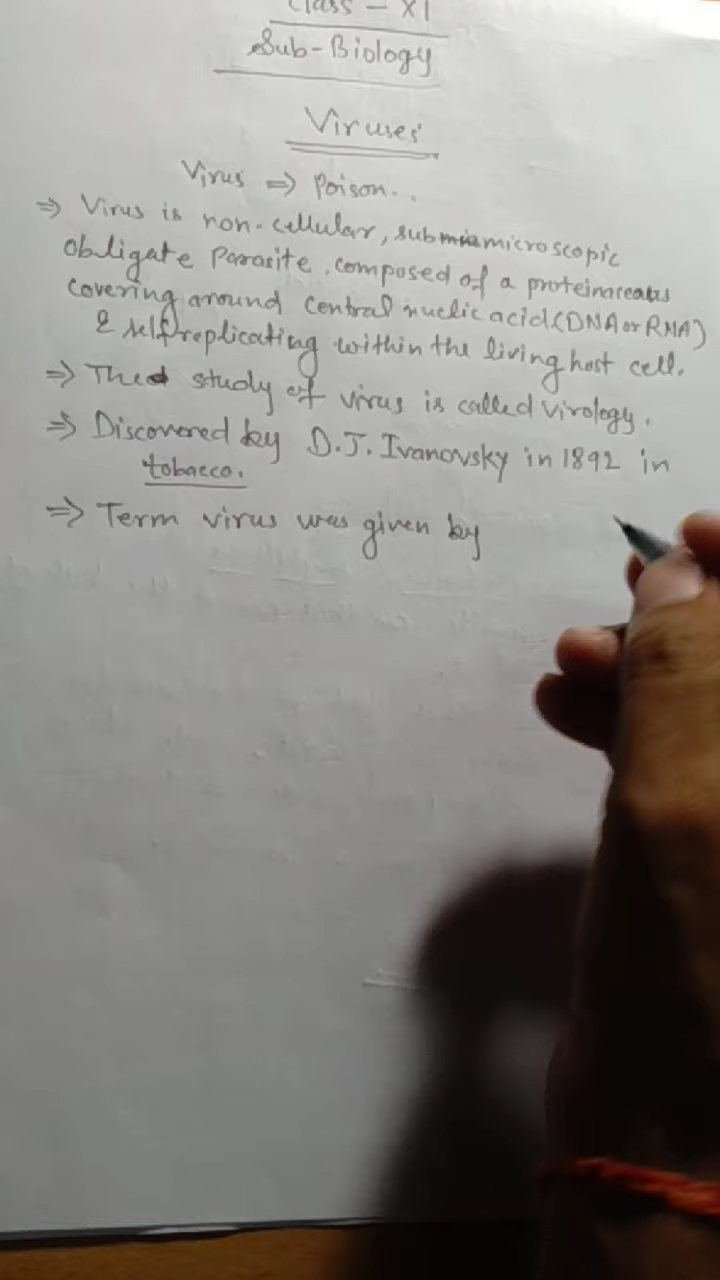 Class - XI
Sub-Biology
Viruses
Virus ⇒ Poison..
⇒ Virus is non-cellular, submicroscopic
obligate Parasite, composed of a proteinaceous
covering around central nuclic acid (DNA or RNA)
& self replicating within the living host cell.
⇒ The study of virus is called virology.
⇒ Discovered by D.J. Ivanovsky in 1892 in
tobacco.
⇒ Term virus was given by